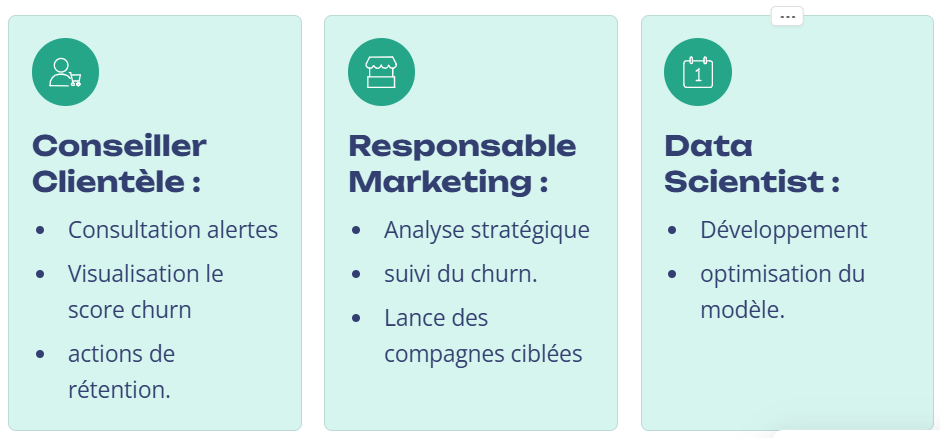 Conseiller
Clientèle :
• Consultation alertes
• Visualisation le
score churn
• actions de
rétention.
Responsable
Marketing :
• Analyse stratégique
• suivi du churn.
• Lance des
compagnes ciblées
1
Data
Scientist :
• Développement
• optimisation du
modèle.